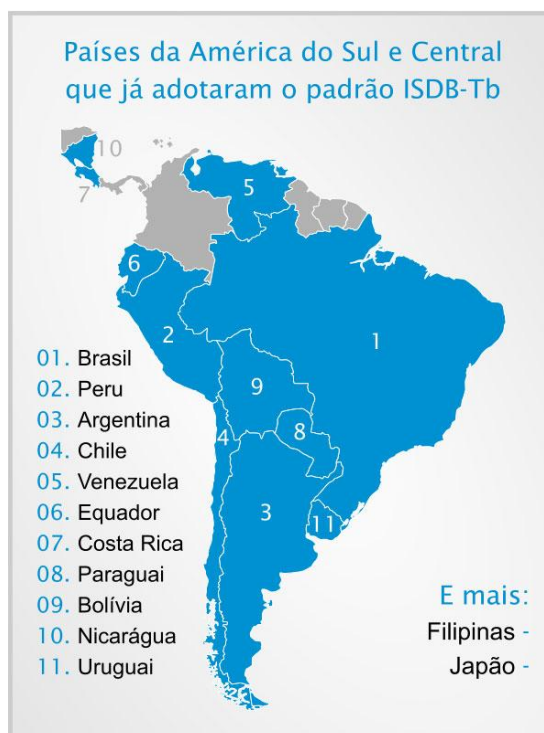 Países da América do Sul e Central
que já adotaram o padrão ISDB-Tb
10
7
5
6
2
1
9
4
8
3
11
01. Brasil
02. Peru
03. Argentina
04. Chile
05. Venezuela
06. Equador
07. Costa Rica
08. Paraguai
09. Bolívia
10. Nicarágua
11. Uruguai
E mais:
Filipinas -
Japão -